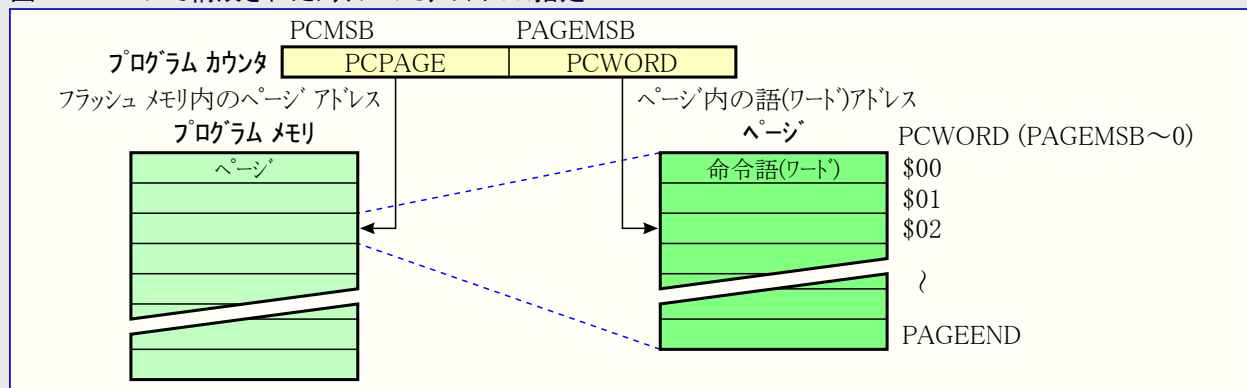 PCMSB PAGEMSB
プログラム カウンタ PCPAGE PCWORD
フラッシュ メモリ内のページ アドレス ページ内の語(ワード)アドレス
プログラム メモリ ページ PCWORD (PAGEMSB～0)
ページ 命令語(ワード) $00
$01
$02
～
PAGEEND